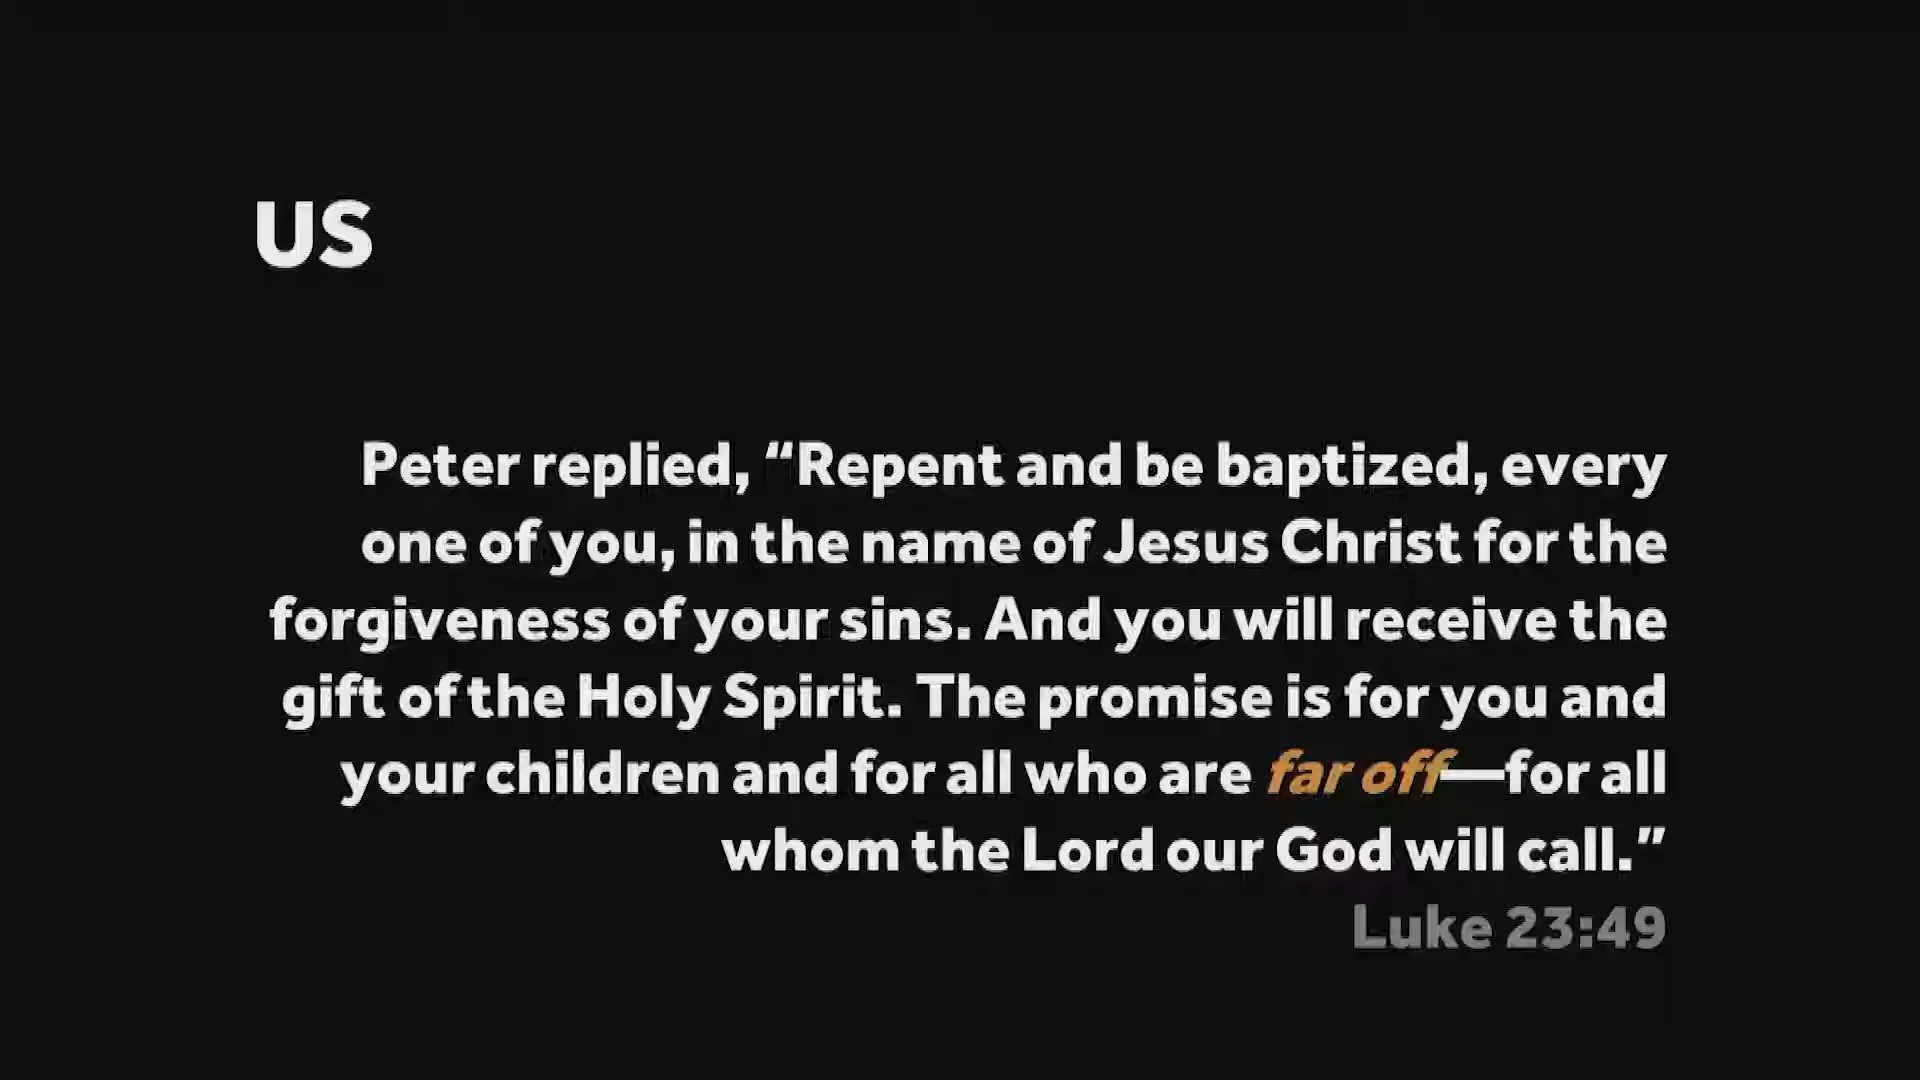 US
Peter replied, “Repent and be baptized, every
one of you, in the name of Jesus Christ for the
forgiveness of your sins. And you will receive the
gift of the Holy Spirit. The promise is for you and
your children and for all who are far off—for all
whom the Lord our God will call.”
Luke 23:49